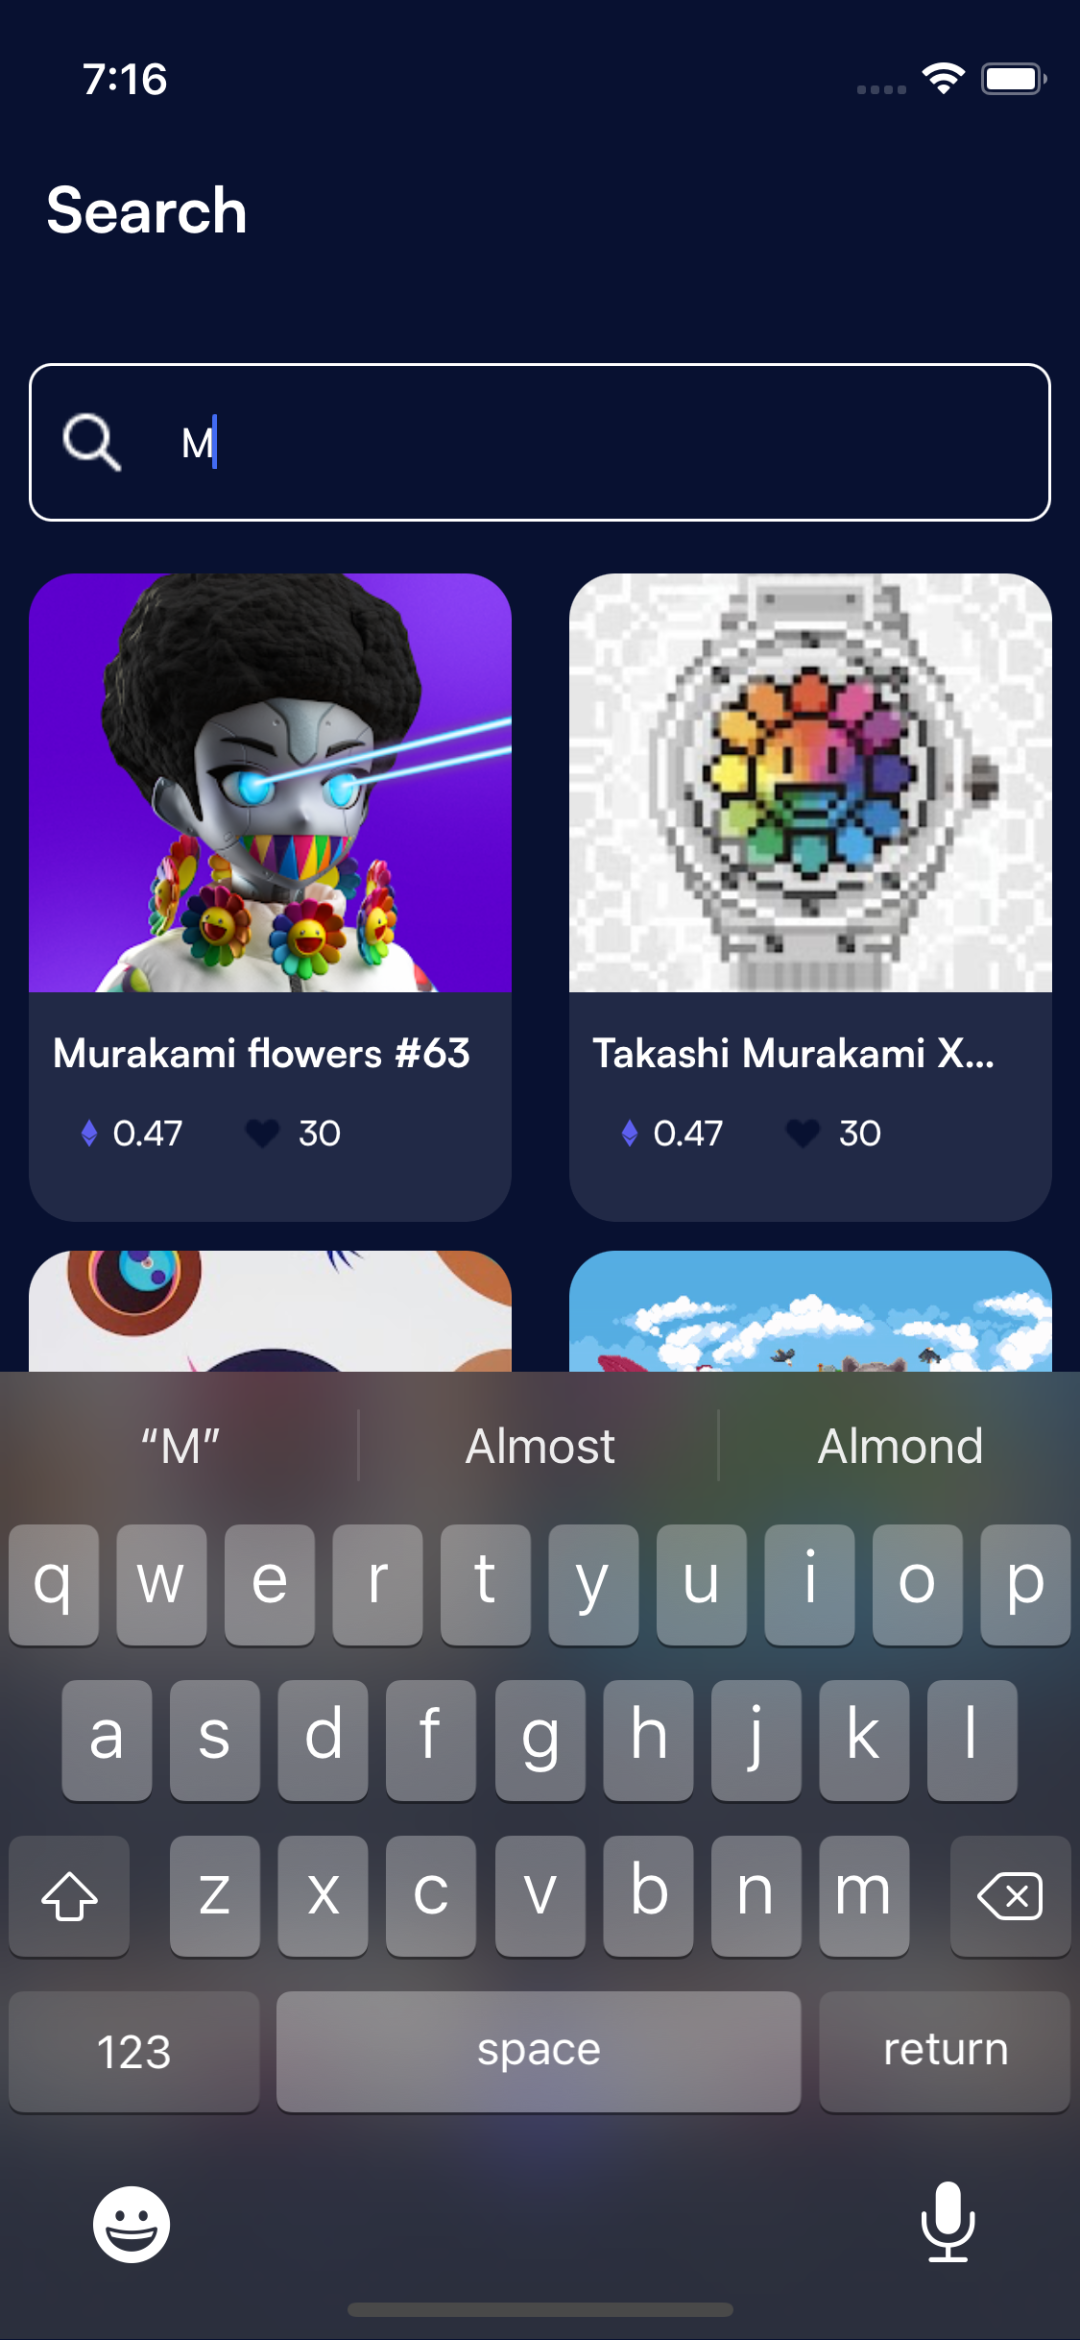 7:16
Search
M
Murakami flowers #63
Takashi Murakami X...
0.47 30
0.47 30
“M” Almost Almond
q w e r t y u i o p
a s d f g h j k l
z x c v b n m
123 space return